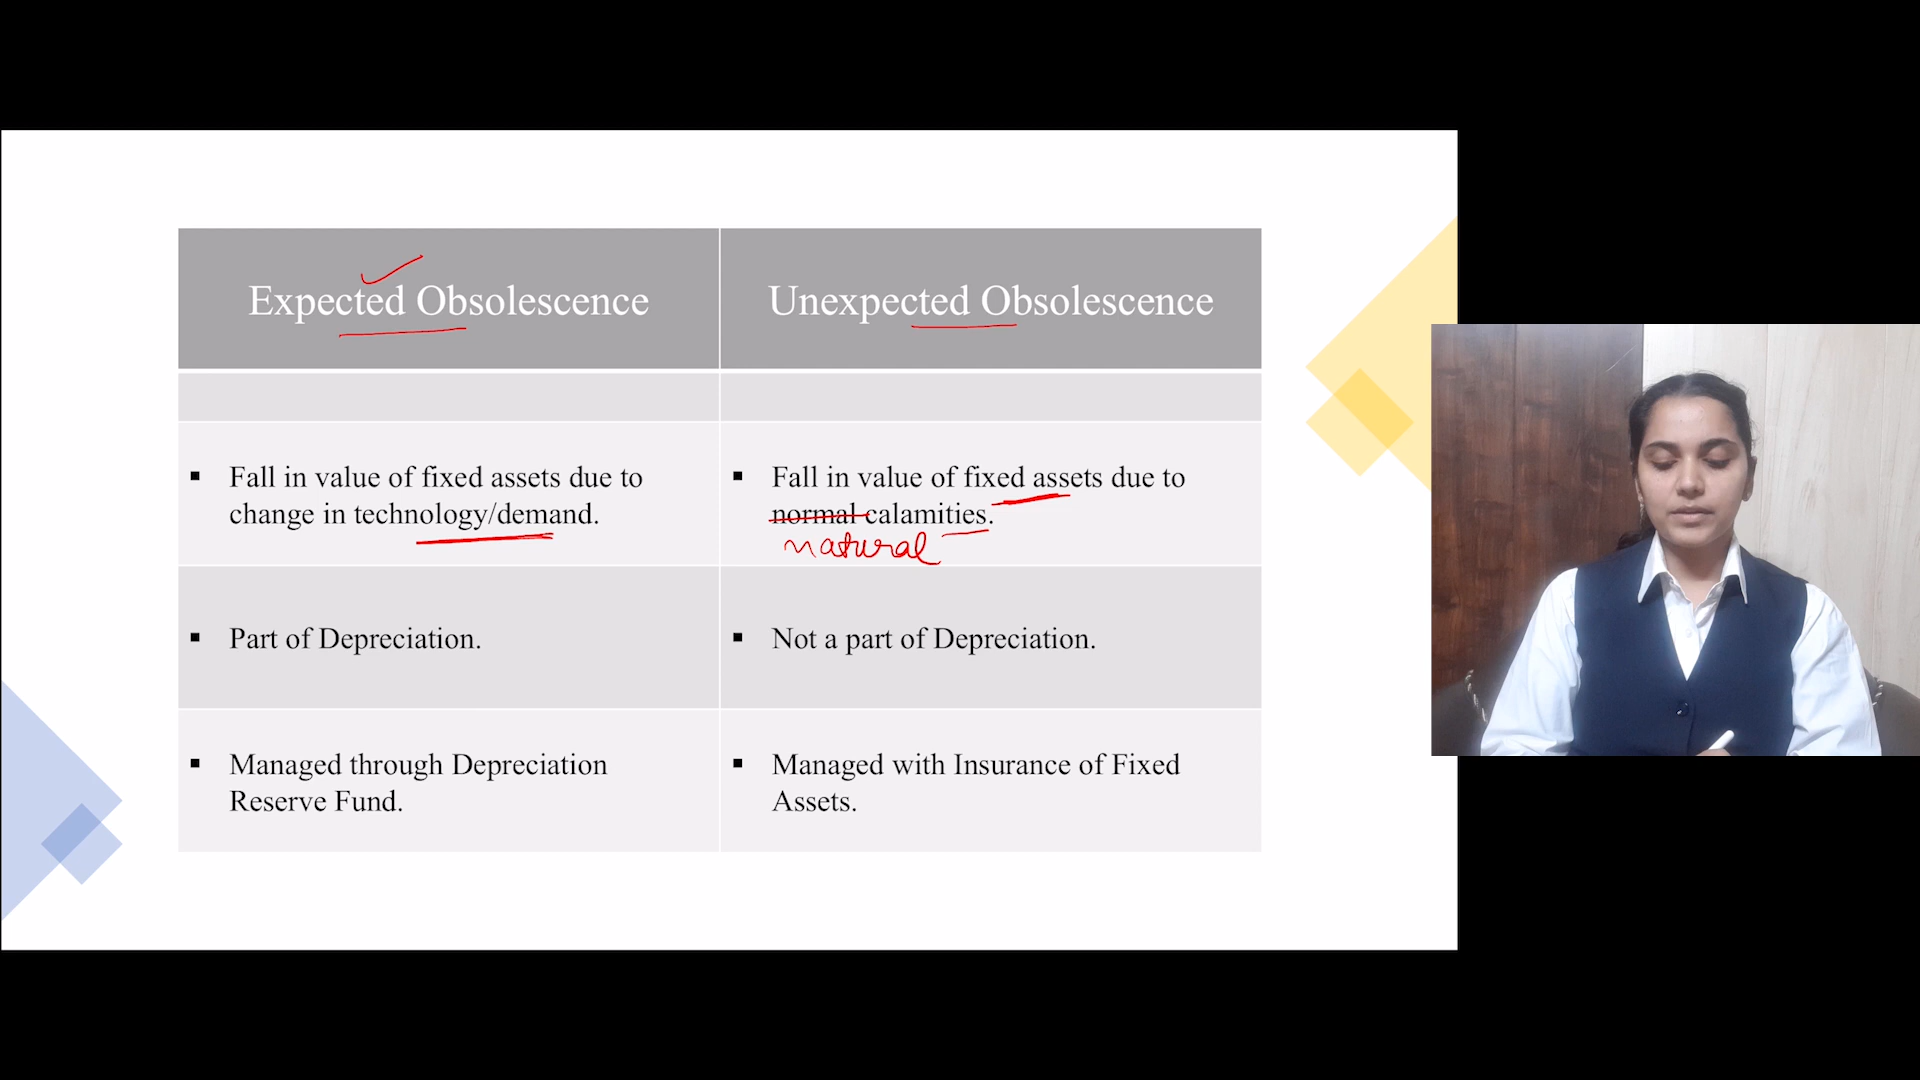 Expected Obsolescence
Unexpected Obsolescence
Fall in value of fixed assets due to
change in technology/demand.
Fall in value of fixed assets due to
normal calamities.
natural
Part of Depreciation.
Not a part of Depreciation.
Managed through Depreciation
Reserve Fund.
Managed with Insurance of Fixed
Assets.